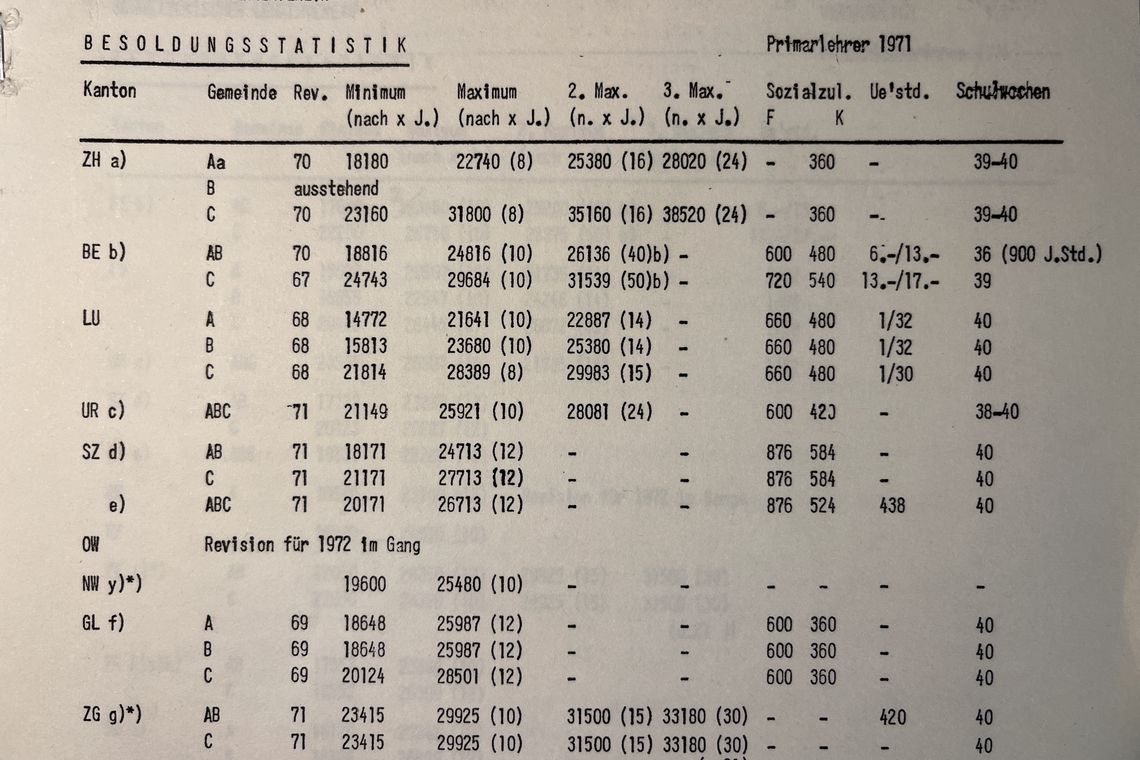 BESOLDUNGSSTATISTIK Primarlehrer 1971
Kanton Gemeinde Rev. Minimum Maximum 2. Max. 3. Max. Sozialzul. Ue'std. Schulwochen
(nach x J.) (nach x J.) (n. x J.) (n. x J.) F K
ZH a) Aa 70 18180 22740 (8) 25380 (16) 28020 (24) - 360 - 39-40
B ausstehend
C 70 23160 31800 (8) 35160 (16) 38520 (24) - 360 -. 39-40
BE b) AB 70 18816 24816 (10) 26136 (40)b) - 600 480 6.-/13.- 36 (900 J.Std.)
C 67 24743 29684 (10) 31539 (50)b) - 720 540 13.-/17.- 39
LU A 68 14772 21641 (10) 22887 (14) - 660 480 1/32 40
B 68 15813 23680 (10) 25380 (14) - 660 480 1/32 40
C 68 21814 28389 (8) 29983 (15) - 660 480 1/30 40
UR c) ABC 71 21149 25921 (10) 28081 (24) - 600 420 - 38-40
SZ d) AB 71 18171 24713 (12) - - 876 584 - 40
C 71 21171 27713 (12) - - 876 584 - 40
e) ABC 71 20171 26713 (12) - - 876 524 438 40
OW Revision für 1972 im Gang
NW y)*) 19600 25480 (10) - - - - - -
GL f) A 69 18648 25987 (12) - - 600 360 - 40
B 69 18648 25987 (12) - - 600 360 - 40
C 69 20124 28501 (12) - - 600 360 - 40
ZG g)*) AB 71 23415 29925 (10) 31500 (15) 33180 (30) - - 420 40
C 71 23415 29925 (10) 31500 (15) 33180 (30) - - - 40